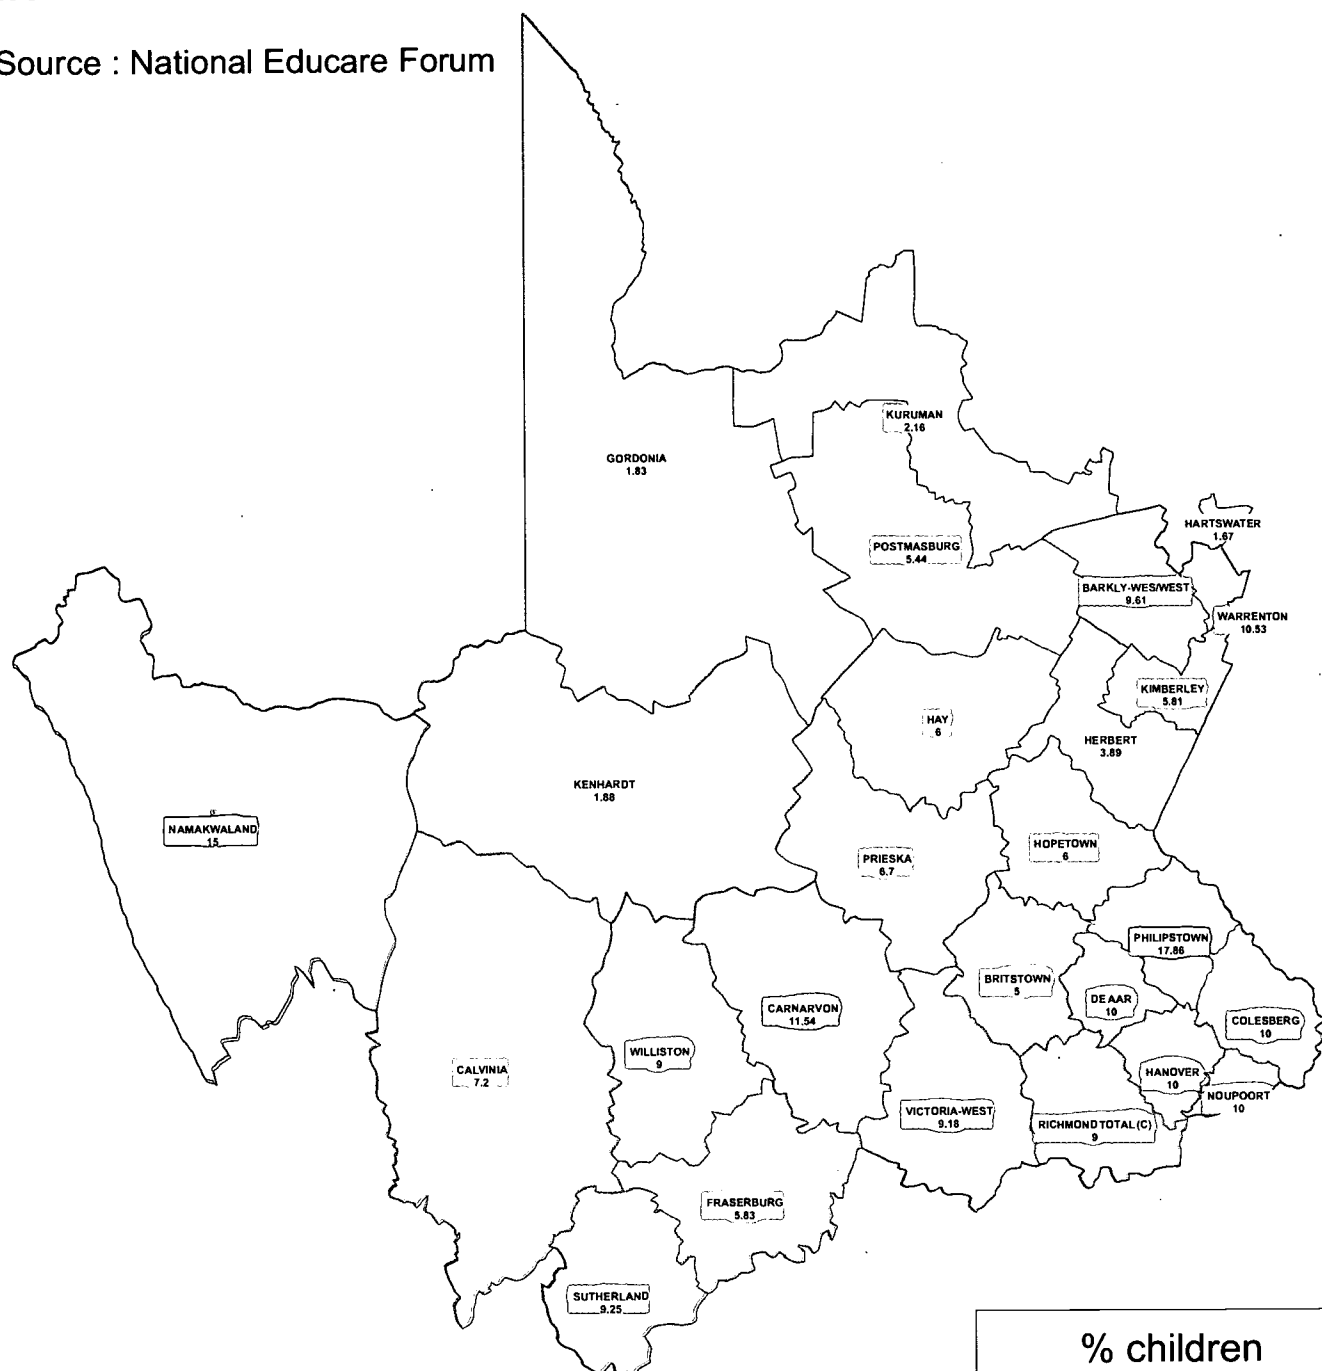 Source : National Educare Forum
KURUMAN
2.16
GORDONIA
1.83
HARTSWATER
1.67
POSTMASBURG
5.44
BARKLY-WES/WEST
9.61
WARRENTON
10.53
KIMBERLEY
5.81
HAY
6
HERBERT
3.89
KENHARDT
1.88
NAMAKWALAND
15
HOPETOWN
6
PRIESKA
6.7
PHILIPSTOWN
17.86
BRITSTOWN
5
DE AAR
10
CARNARVON
11.54
COLESBERG
10
WILLISTON
9
CALVINIA
7.2
HANOVER
10
NOUPOORT
10
VICTORIA-WEST
9.18
RICHMOND TOTAL (C)
9
FRASERBURG
5.83
SUTHERLAND
9.25
% children